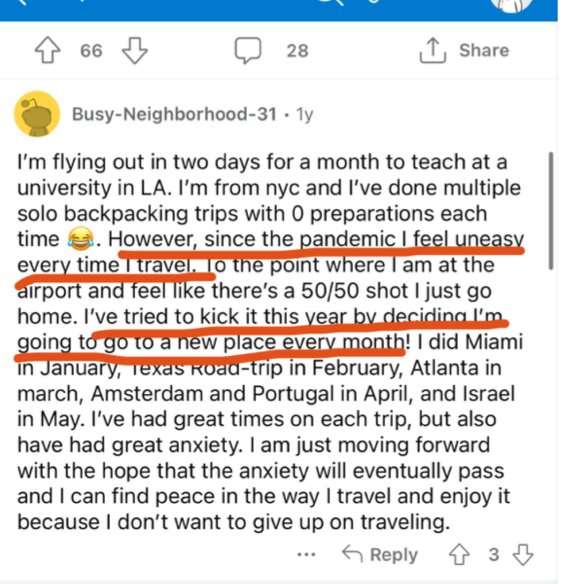 66
28
Share
Busy-Neighborhood-31 · 1y
I'm flying out in two days for a month to teach at a
university in LA. I'm from nyc and I've done multiple
solo backpacking trips with 0 preparations each
time 😂. However, since the pandemic I feel uneasy
every time I travel. To the point where I am at the
airport and feel like there's a 50/50 shot I just go
home. I've tried to kick it this year by deciding I'm
going to go to a new place every month! I did Miami
in January, Texas Road-trip in February, Atlanta in
march, Amsterdam and Portugal in April, and Israel
in May. I've had great times on each trip, but also
have had great anxiety. I am just moving forward
with the hope that the anxiety will eventually pass
and I can find peace in the way I travel and enjoy it
because I don't want to give up on traveling.
... Reply 3